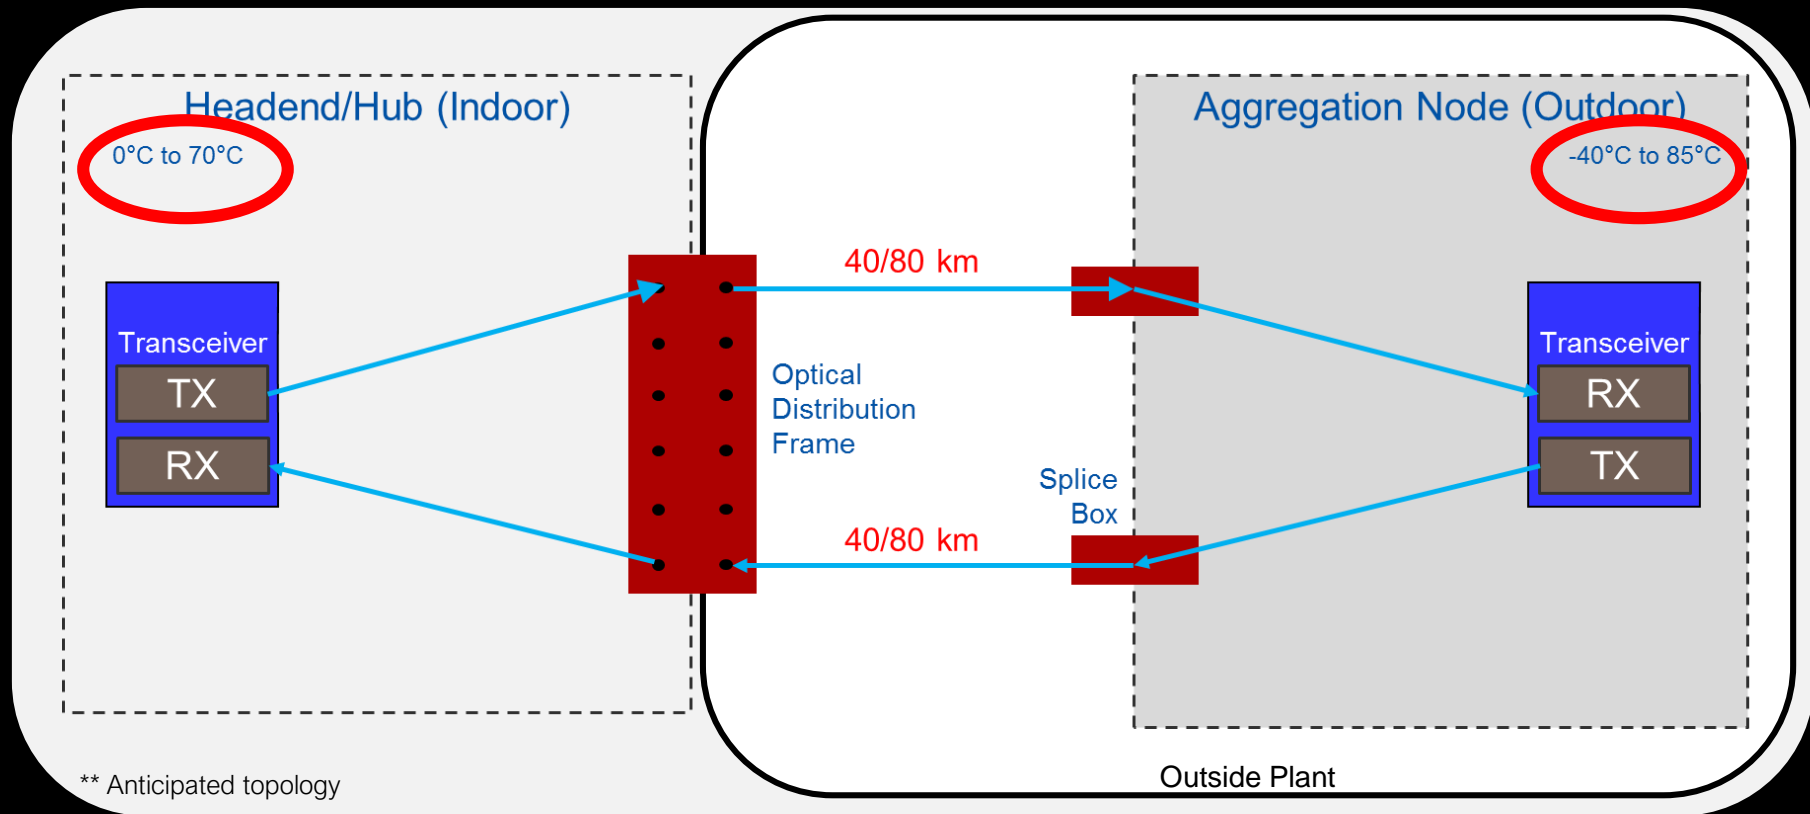 Headend/Hub (Indoor)
0°C to 70°C
Aggregation Node (Outdoor)
-40°C to 85°C
40/80 km
Transceiver
TX
RX
Optical
Distribution
Frame
Transceiver
RX
TX
Splice
Box
40/80 km
** Anticipated topology
Outside Plant